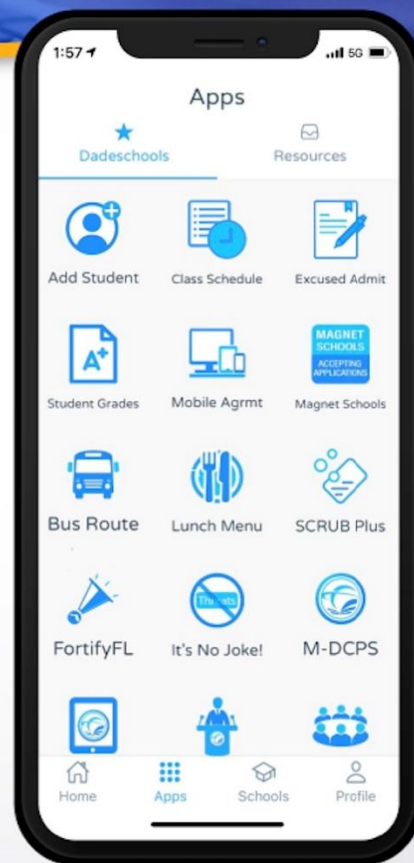 1:57
5G
Apps
Dadeschools
Resources
Add Student
Class Schedule
Excused Admit
A+
MAGNET
SCHOOLS
ACCEPTING
APPLICATIONS
Student Grades
Mobile Agrmt
Magnet Schools
Bus Route
Lunch Menu
SCRUB Plus
Threats
FortifyFL
It's No Joke!
M-DCPS
Home
Apps
Schools
Profile